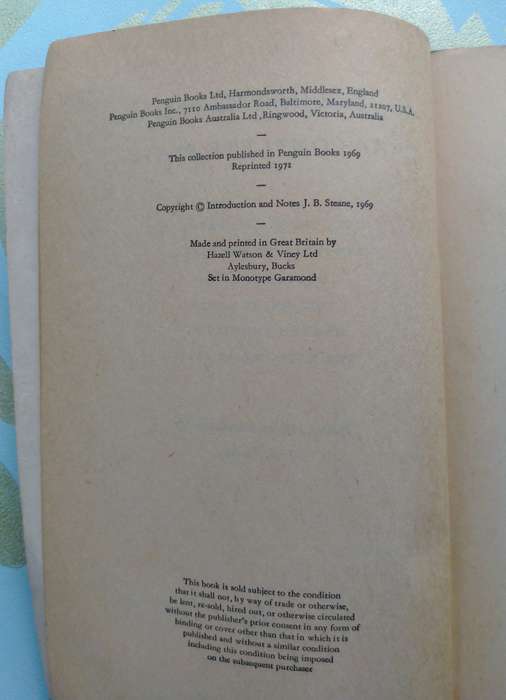 Penguin Books Ltd, Harmondsworth, Middlesex, England
Penguin Books Inc., 7110 Ambassador Road, Baltimore, Maryland, 21207, U.S.A.
Penguin Books Australia Ltd, Ringwood, Victoria, Australia
—
This collection published in Penguin Books 1969
Reprinted 1971
—
Copyright © Introduction and Notes J. B. Steane, 1969
—
Made and printed in Great Britain by
Hazell Watson & Viney Ltd
Aylesbury, Bucks
Set in Monotype Garamond
This book is sold subject to the condition
that it shall not, by way of trade or otherwise,
be lent, re-sold, hired out, or otherwise circulated
without the publisher's prior consent in any form of
binding or cover other than that in which it is
published and without a similar condition
including this condition being imposed
on the subsequent purchaser